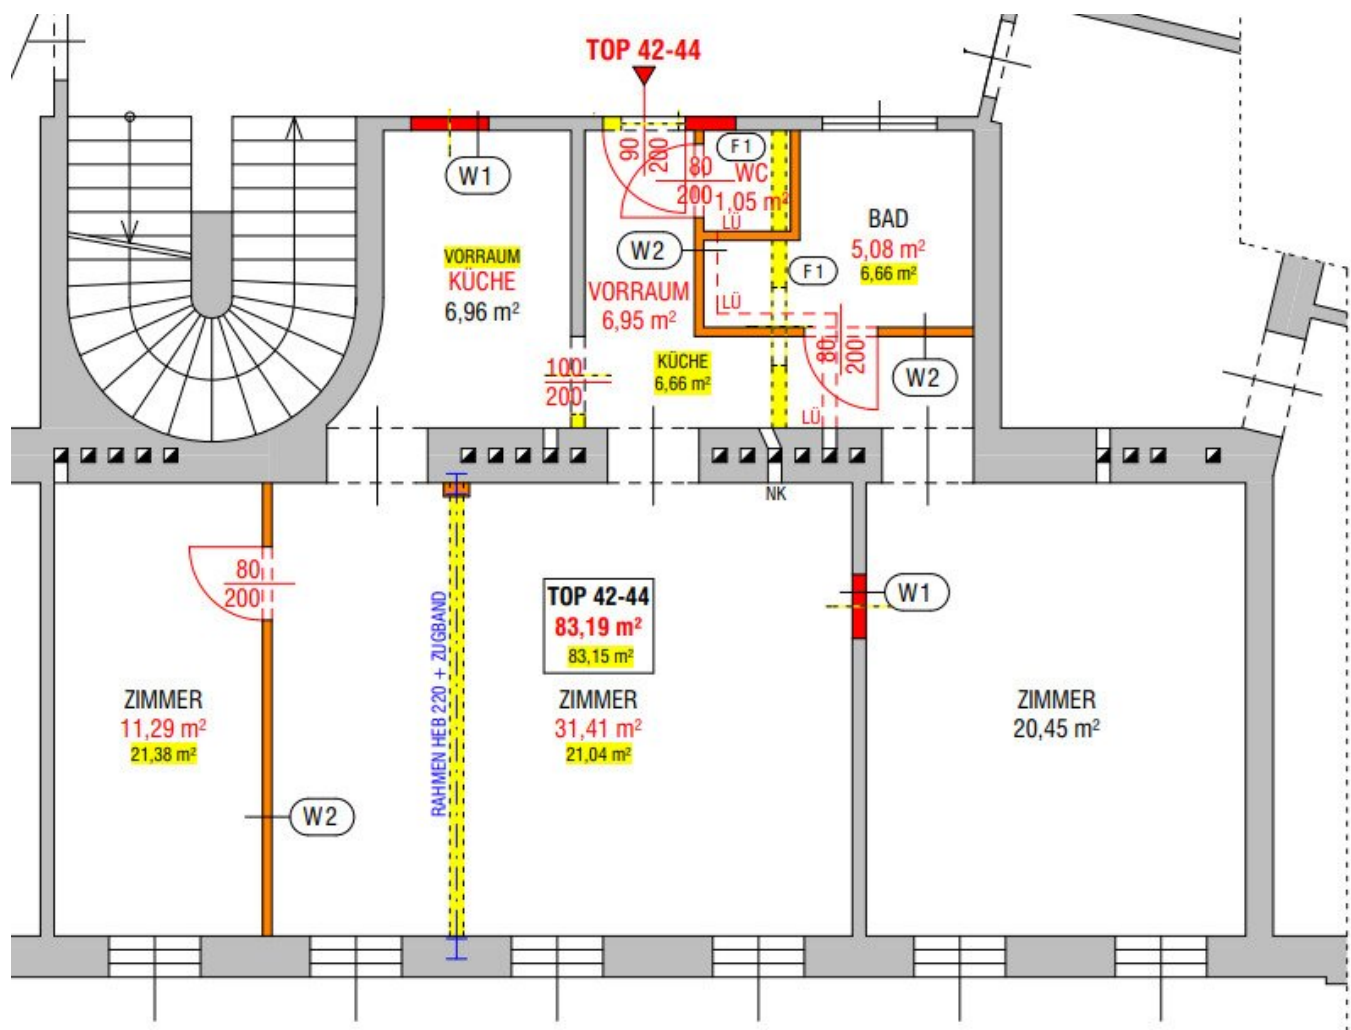 TOP 42-44
90
200
80
200
F1
WC
1,05 m²
LÜ
W1
VORRAUM
KÜCHE
6,96 m²
W2
BAD
5,08 m²
6,66 m²
F1
VORRAUM
6,95 m²
LÜ
KÜCHE
6,66 m²
100
200
80
200
W2
LÜ
NK
80
200
RAHMEN HEB 220 + ZUGBAND
TOP 42-44
83,19 m²
83,15 m²
W1
ZIMMER
11,29 m²
21,38 m²
ZIMMER
31,41 m²
21,04 m²
ZIMMER
20,45 m²
W2